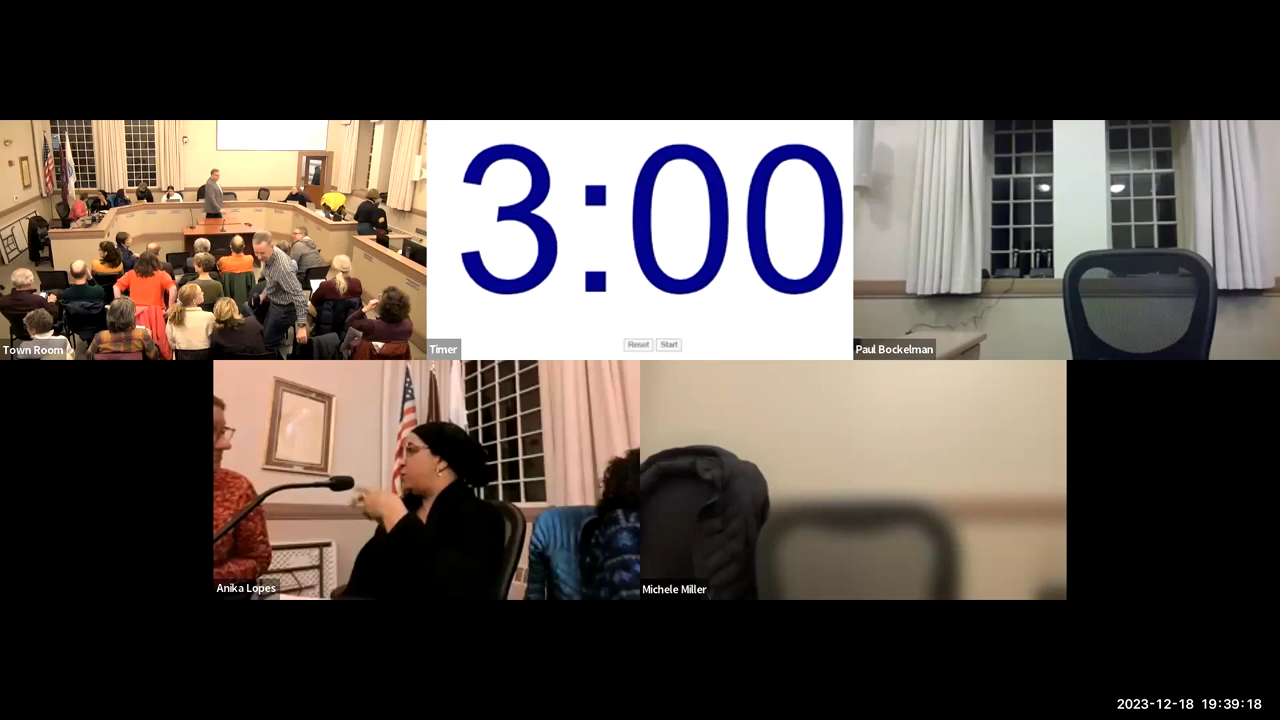 3:00
Reset Start
Town Room
Timer
Paul Bockelman
Anika Lopes
Michele Miller
2023-12-18 19:39:18